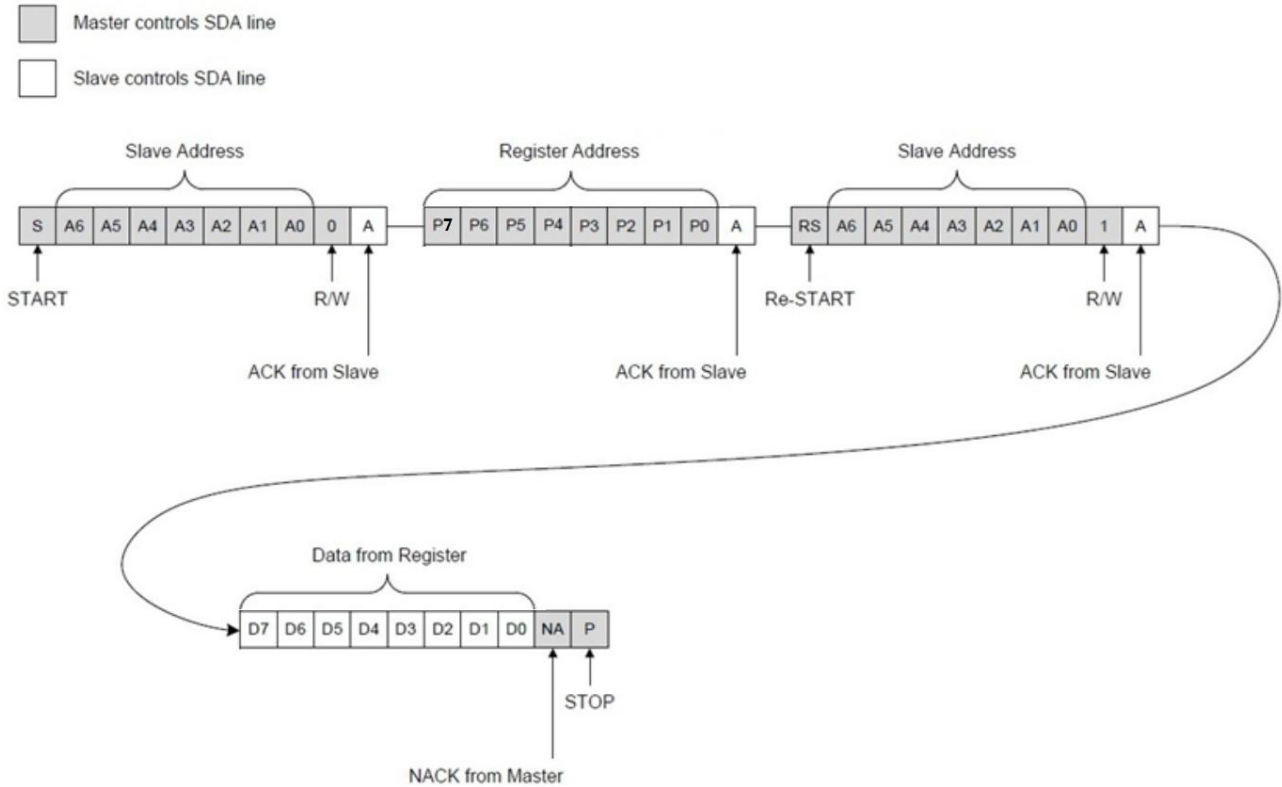 Master controls SDA line
Slave controls SDA line
Slave Address Register Address Slave Address
S A6 A5 A4 A3 A2 A1 A0 0 A P7 P6 P5 P4 P3 P2 P1 P0 A RS A6 A5 A4 A3 A2 A1 A0 1 A
START R/W Re-START R/W
ACK from Slave ACK from Slave ACK from Slave
Data from Register
D7 D6 D5 D4 D3 D2 D1 D0 NA P
STOP
NACK from Master